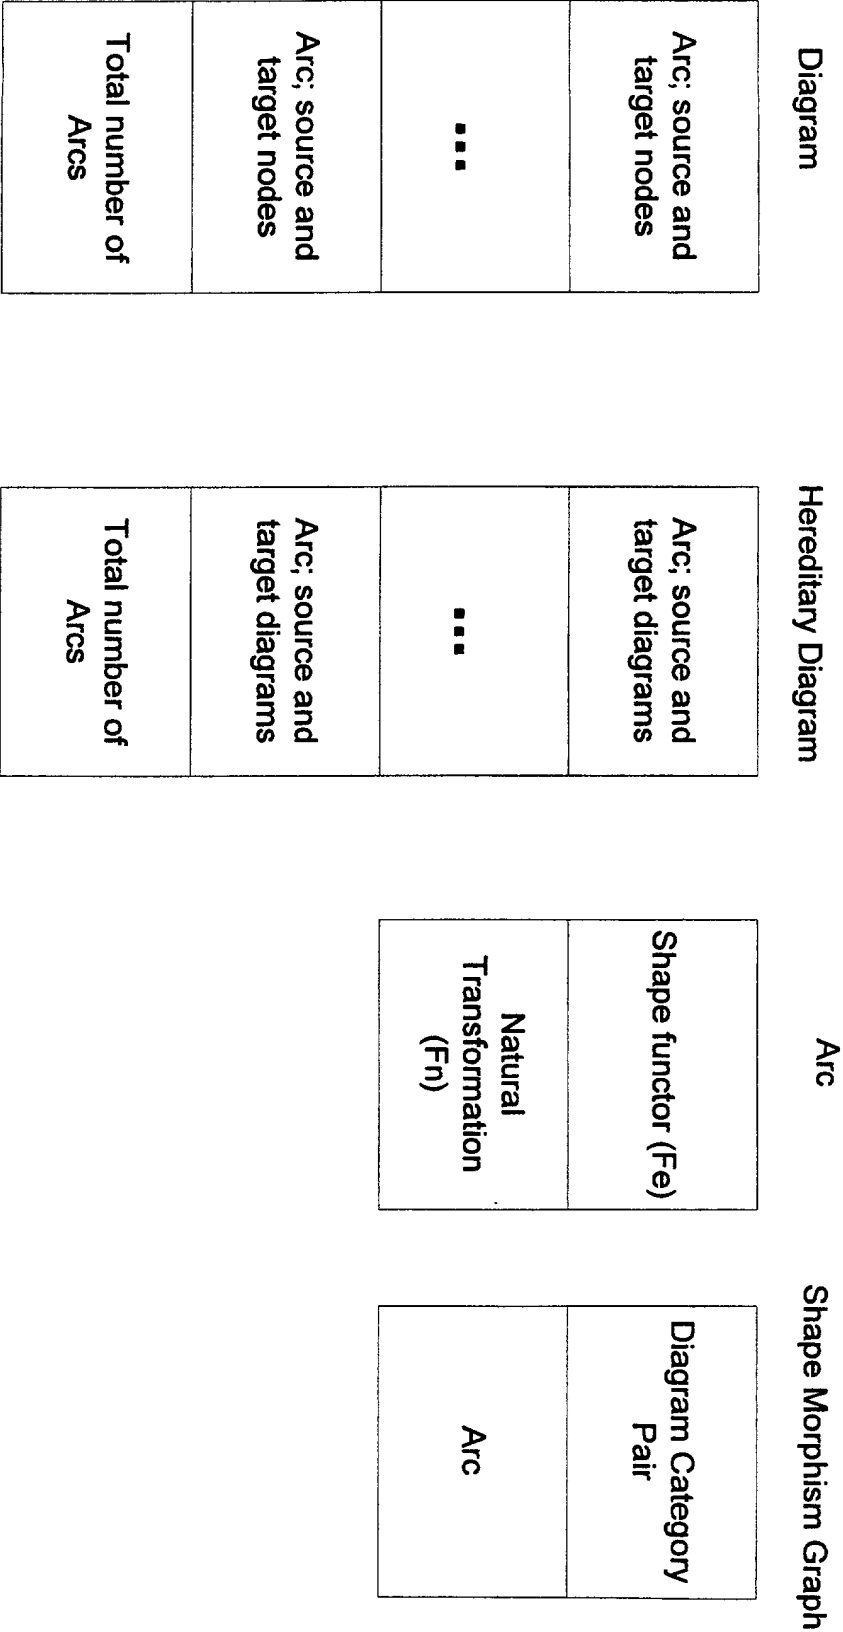 Diagram
Arc; source and
target nodes
...
Arc; source and
target nodes
Total number of
Arcs
Hereditary Diagram
Arc; source and
target diagrams
...
Arc; source and
target diagrams
Total number of
Arcs
Arc
Shape functor (Fe)
Natural
Transformation
(Fn)
Shape Morphism Graph
Diagram Category
Pair
Arc